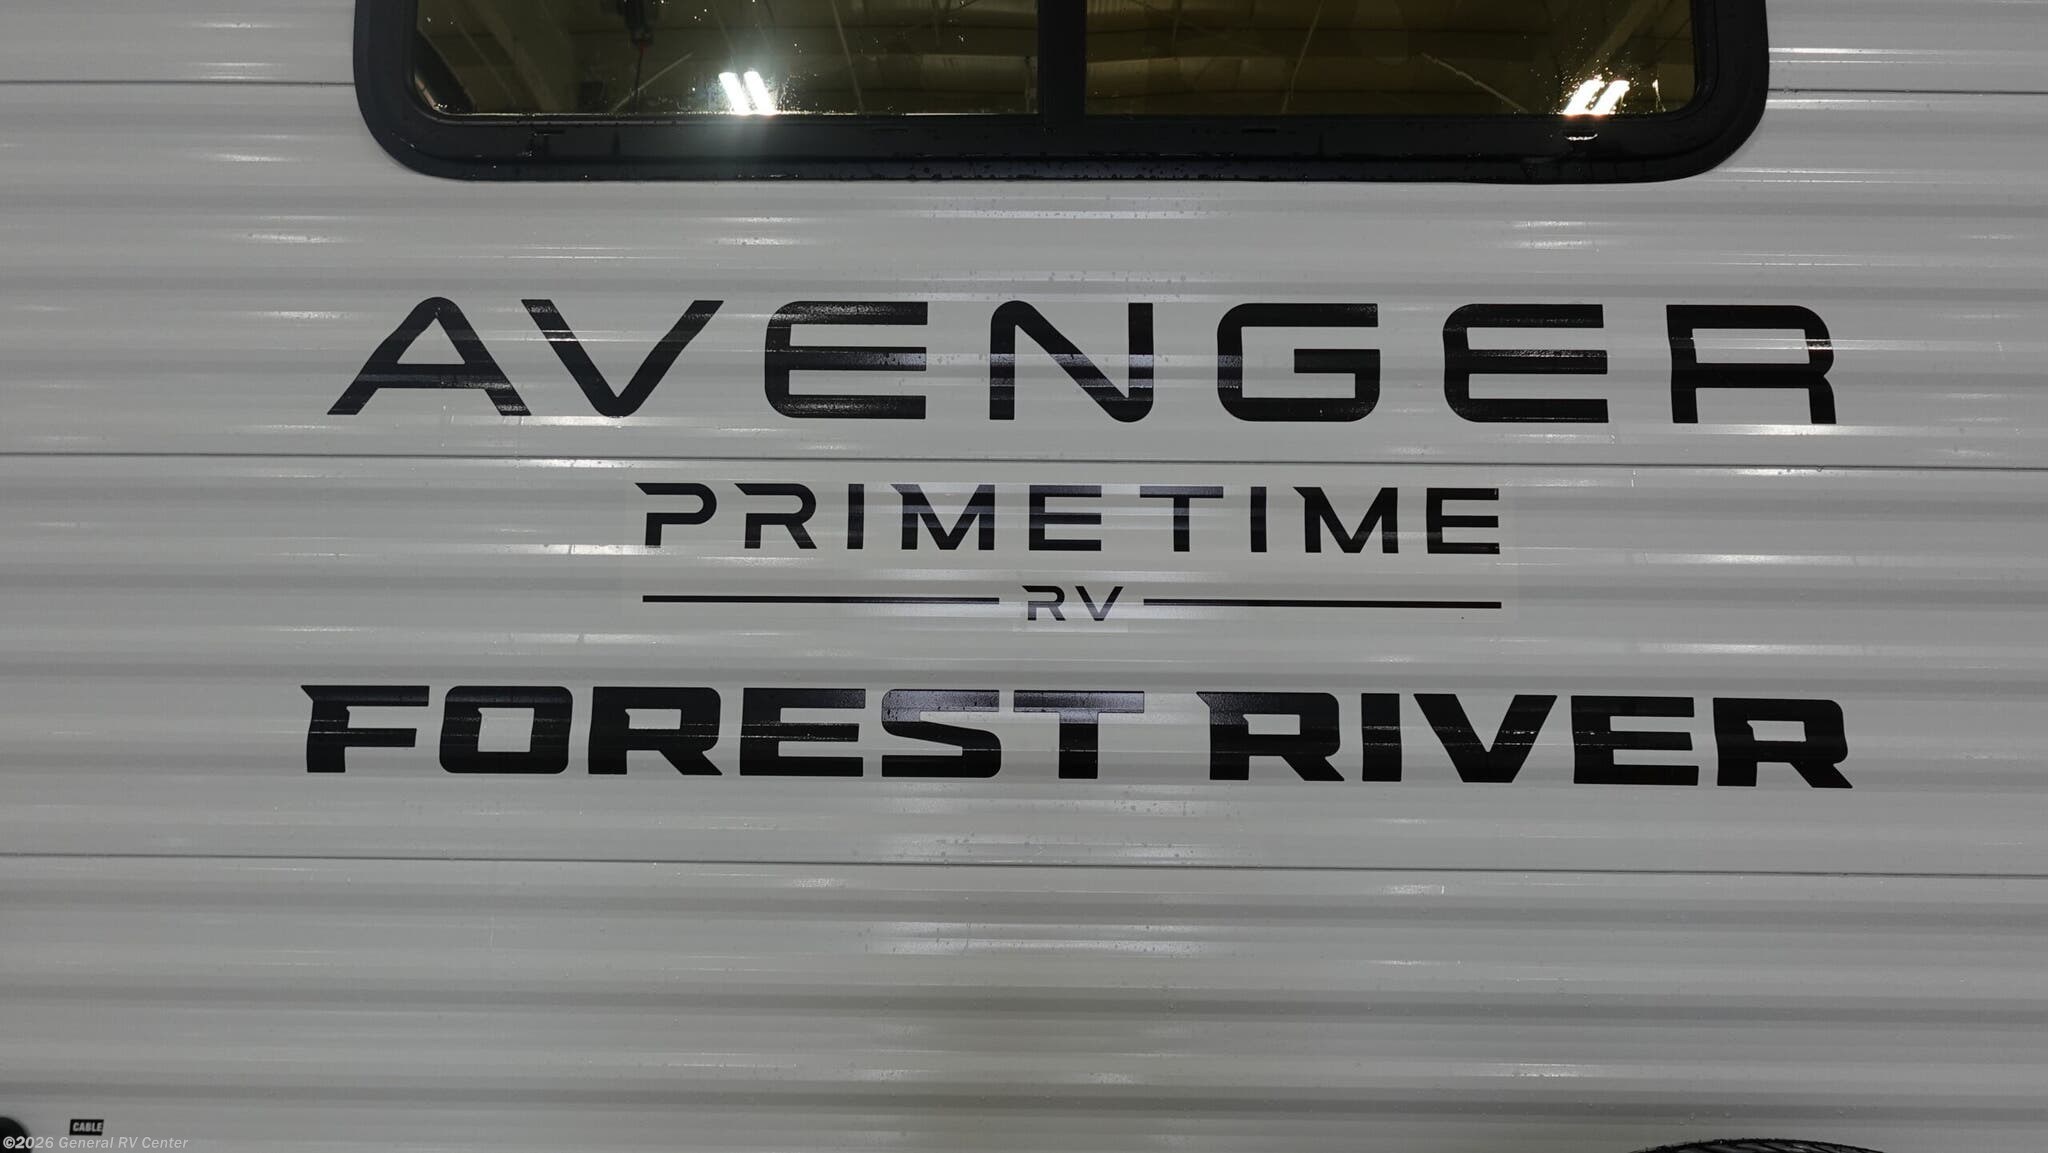 AVENGER
PRIMETIME
RV
FOREST RIVER
CABLE
©2026 General RV Center